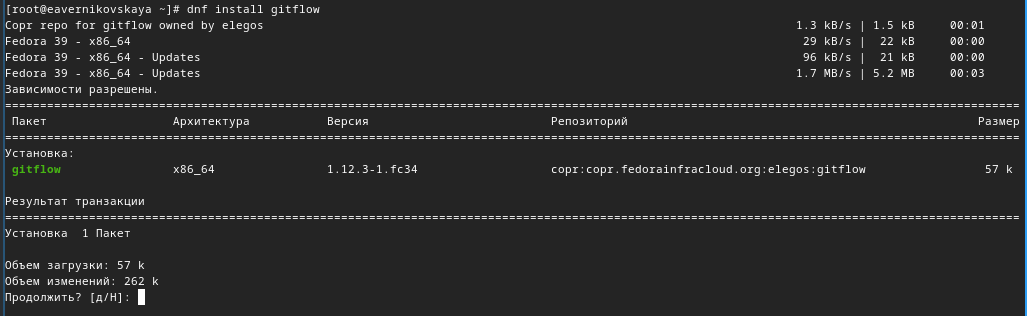 [root@eavernikovskaya ~]# dnf install gitflow
Copr repo for gitflow owned by elegos 1.3 kB/s | 1.5 kB 00:01
Fedora 39 - x86_64 29 kB/s | 22 kB 00:00
Fedora 39 - x86_64 - Updates 96 kB/s | 21 kB 00:00
Fedora 39 - x86_64 - Updates 1.7 MB/s | 5.2 MB 00:03
Зависимости разрешены.
Пакет Архитектура Версия Репозиторий Размер
Установка:
gitflow x86_64 1.12.3-1.fc34 copr:copr.fedorainfracloud.org:elegos:gitflow 57 k
Результат транзакции
Установка 1 Пакет
Объем загрузки: 57 k
Объем изменений: 262 k
Продолжить? [д/Н]: